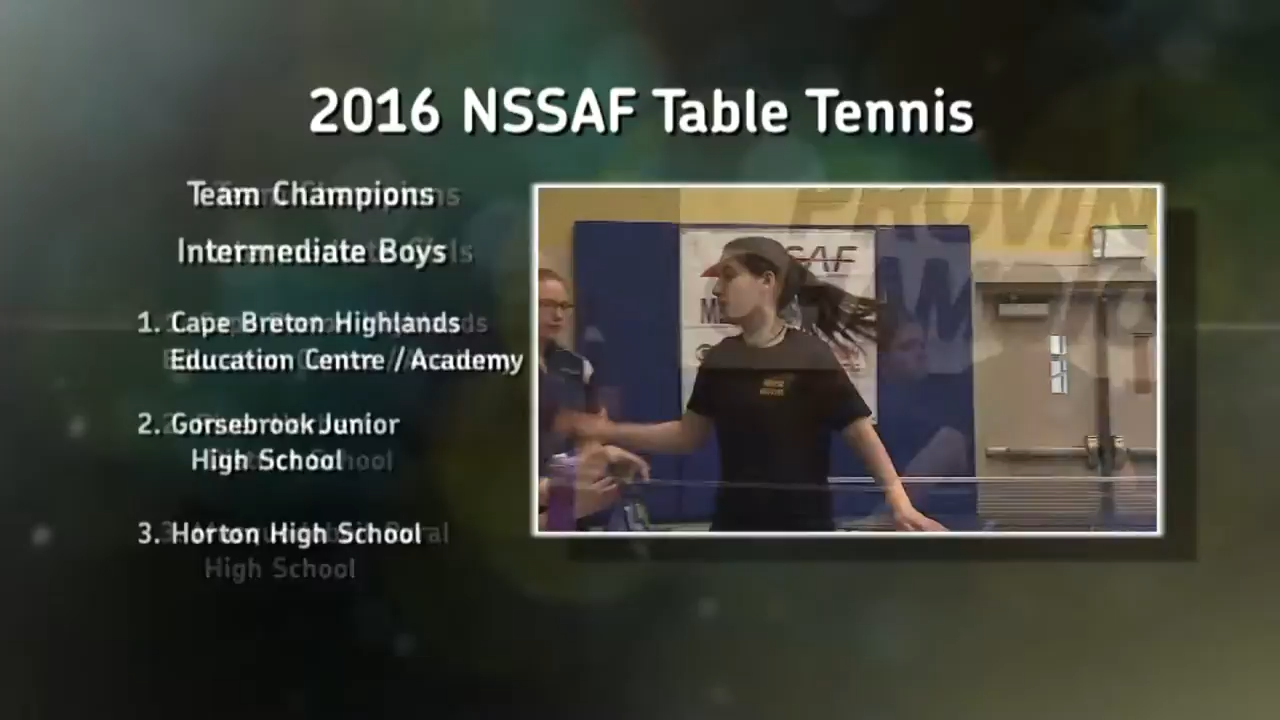 2016 NSSAF Table Tennis
Team Champions
Intermediate Boys
1. Cape Breton Highlands
Education Centre / Academy
2. Gorsebrook Junior
High School
3. Horton High School
High School